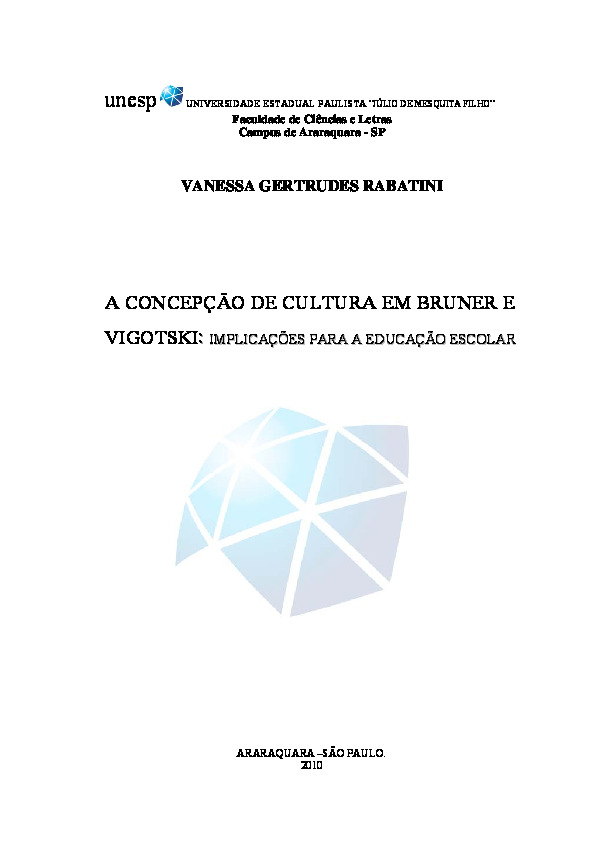 unesp UNIVERSIDADE ESTADUAL PAULISTA "JÚLIO DE MESQUITA FILHO"
Faculdade de Ciências e Letras
Campus de Araraquara - SP
VANESSA GERTRUDES RABATINI
A CONCEPÇÃO DE CULTURA EM BRUNER E
VIGOTSKI: IMPLICAÇÕES PARA A EDUCAÇÃO ESCOLAR
ARARAQUARA –SÃO PAULO.
2010